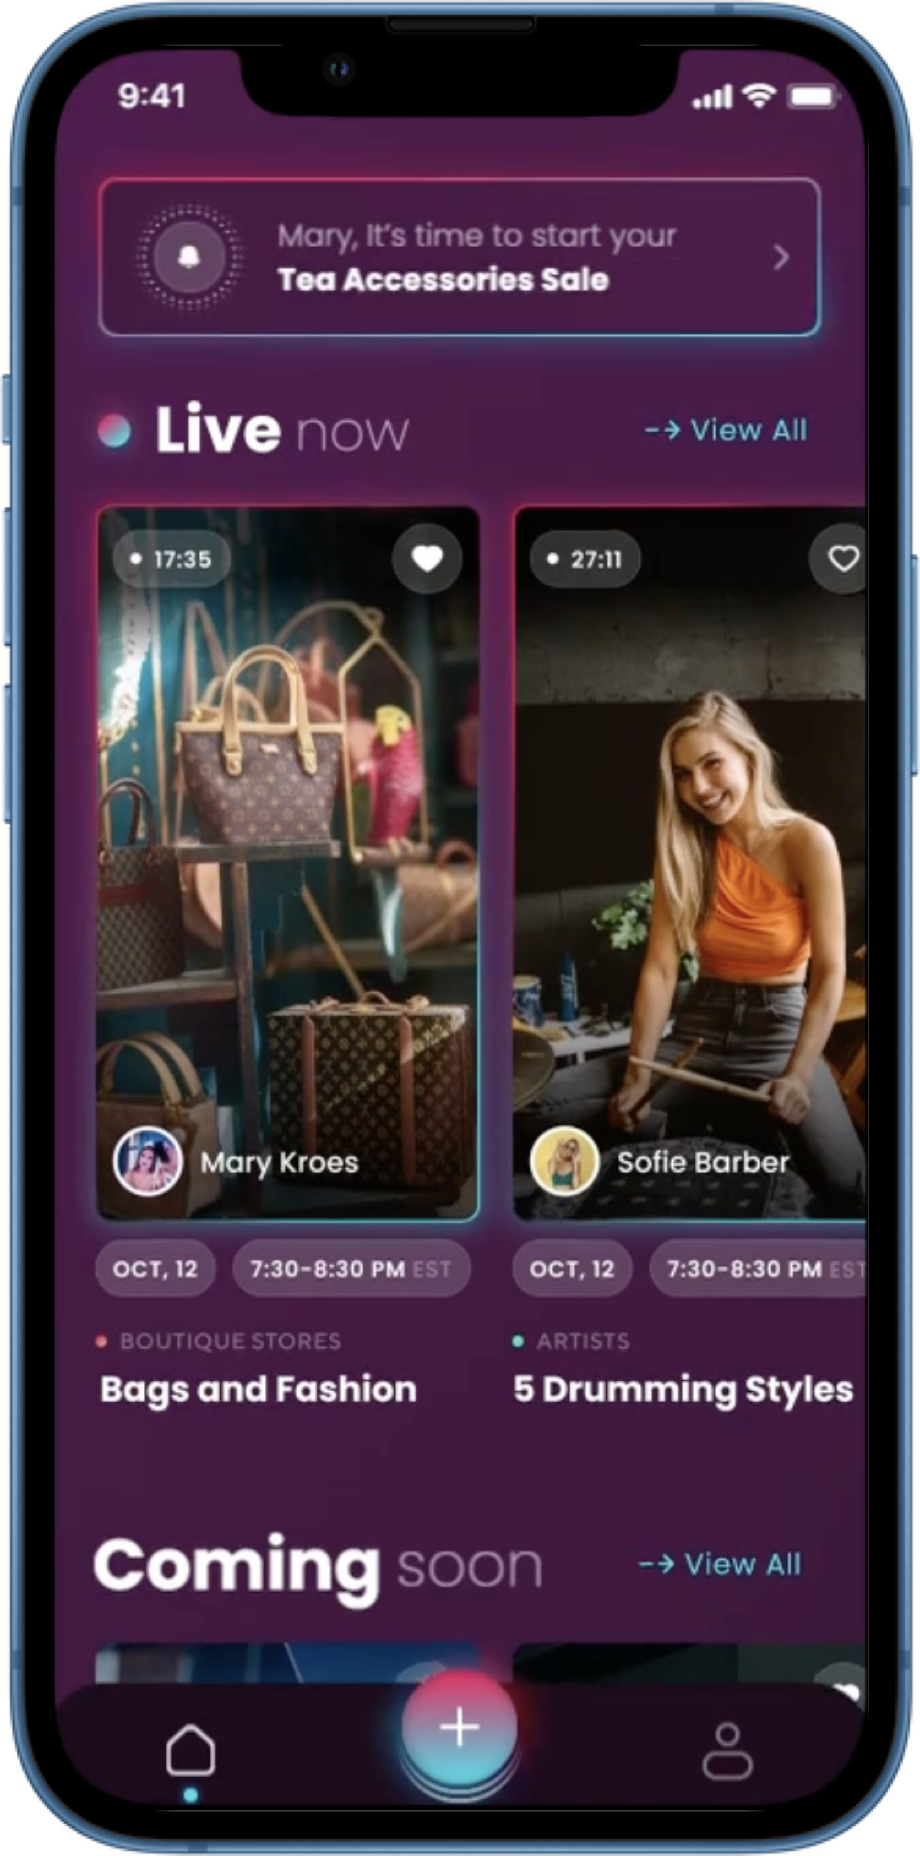 9:41
Mary, It's time to start your
Tea Accessories Sale
Live now
View All
17:35
27:11
Mary Kroes
Sofie Barber
OCT, 12
7:30-8:30 PM EST
OCT, 12
7:30-8:30 PM EST
BOUTIQUE STORES
ARTISTS
Bags and Fashion
5 Drumming Styles
Coming soon
View All